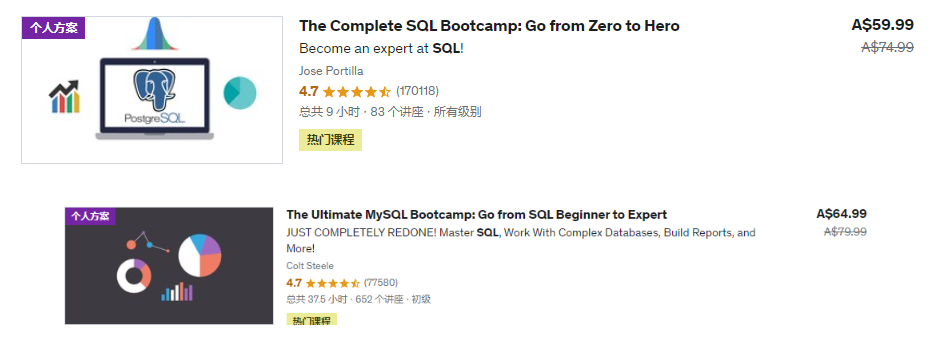 个人方案
PostgreSQL
The Complete SQL Bootcamp: Go from Zero to Hero
A$59.99
Become an expert at SQL!
A$74.99
Jose Portilla
4.7 (170118)
总共 9 小时 · 83 个讲座 · 所有级别
热门课程
个人方案
The Ultimate MySQL Bootcamp: Go from SQL Beginner to Expert
A$64.99
JUST COMPLETELY REDONE! Master SQL, Work With Complex Databases, Build Reports, and
A$79.99
More!
Colt Steele
4.7 (77580)
总共 37.5 小时 · 652 个讲座 · 初级
热门课程